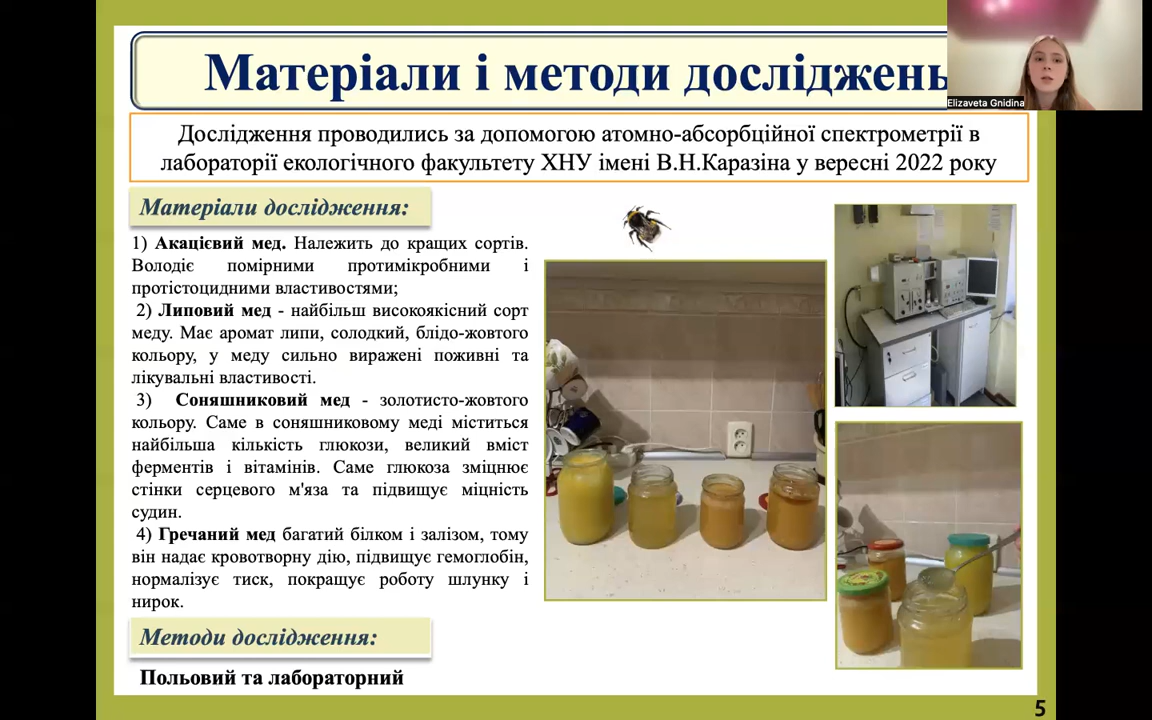 Матеріали і методи досліджень
Elizaveta Gnidina
Дослідження проводились за допомогою атомно-абсорбційної спектрометрії в
лабораторії екологічного факультету ХНУ імені В.Н.Каразіна у вересні 2022 року
Матеріали дослідження:
1) Акацієвий мед. Належить до кращих сортів.
Володіє помірними протимікробними і
протістоцидними властивостями;
2) Липовий мед - найбільш високоякісний сорт
меду. Має аромат липи, солодкий, блідо-жовтого
кольору, у меду сильно виражені поживні та
лікувальні властивості.
3) Соняшниковий мед - золотисто-жовтого
кольору. Саме в соняшниковому меді міститься
найбільша кількість глюкози, великий вміст
ферментів і вітамінів. Саме глюкоза зміцнює
стінки серцевого м'яза та підвищує міцність
судин.
4) Гречаний мед багатий білком і залізом, тому
він надає кровотворну дію, підвищує гемоглобін,
нормалізує тиск, покращує роботу шлунку і
нирок.
Методи дослідження:
Польовий та лабораторний
5